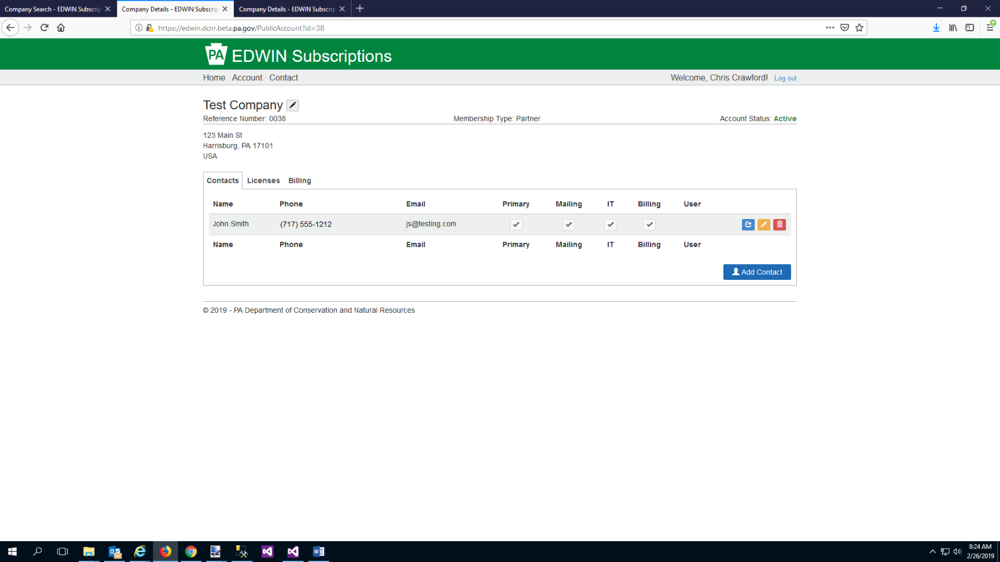 Company Search - EDWIN Subscrip
Company Details - EDWIN Subscrip
Company Details - EDWIN Subscrip
https://edwin.dcnr.beta.pa.gov/PublicAccount?id=38
PA EDWIN Subscriptions
Home Account Contact
Welcome, Chris Crawford! Log out
Test Company
Reference Number: 0038
Membership Type: Partner
Account Status: Active
123 Main St
Harrisburg, PA 17101
USA
Contacts Licenses Billing
Name Phone Email Primary Mailing IT Billing User
John Smith (717) 555-1212 js@testing.com
Name Phone Email Primary Mailing IT Billing User
Add Contact
© 2019 - PA Department of Conservation and Natural Resources
8:24 AM
2/26/2019